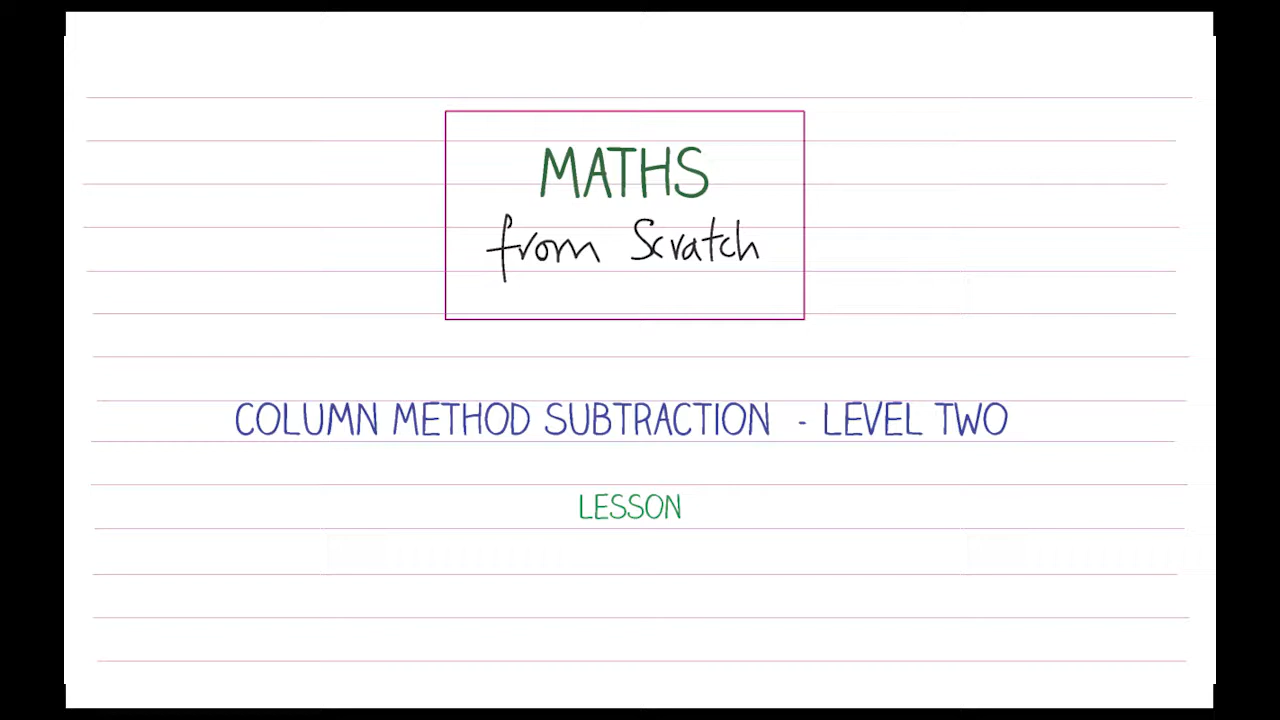 MATHS
from Scratch
COLUMN METHOD SUBTRACTION - LEVEL TWO
LESSON